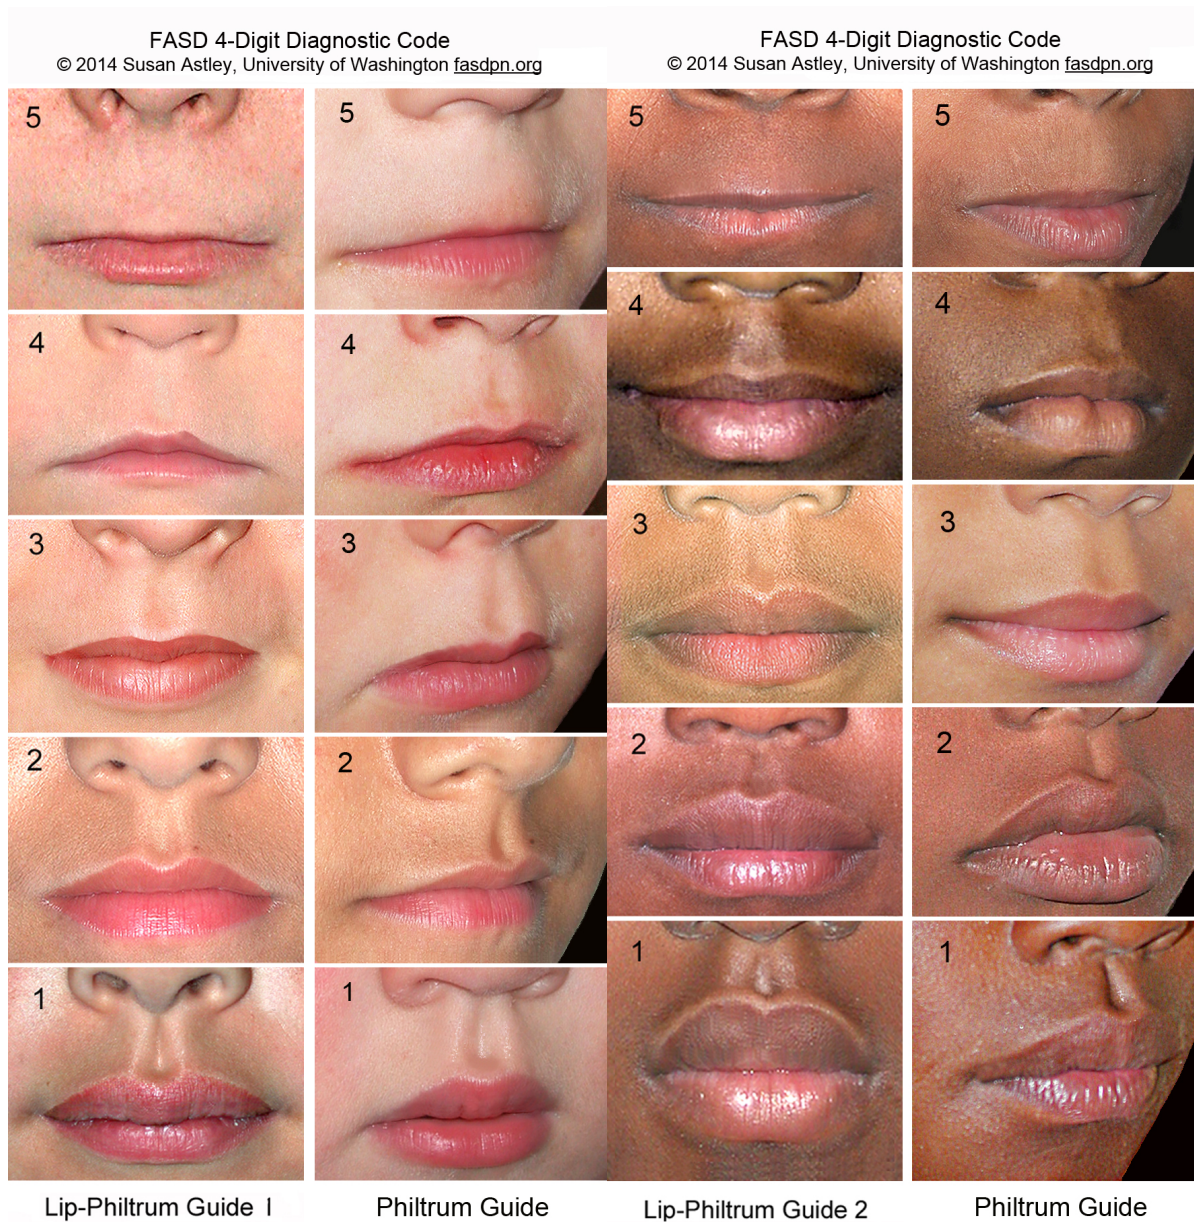 FASD 4-Digit Diagnostic Code
© 2014 Susan Astley, University of Washington fasdpn.org
FASD 4-Digit Diagnostic Code
© 2014 Susan Astley, University of Washington fasdpn.org
5
5
5
5
4
4
4
4
3
3
3
3
2
2
2
2
1
1
1
1
Lip-Philtrum Guide 1
Philtrum Guide
Lip-Philtrum Guide 2
Philtrum Guide